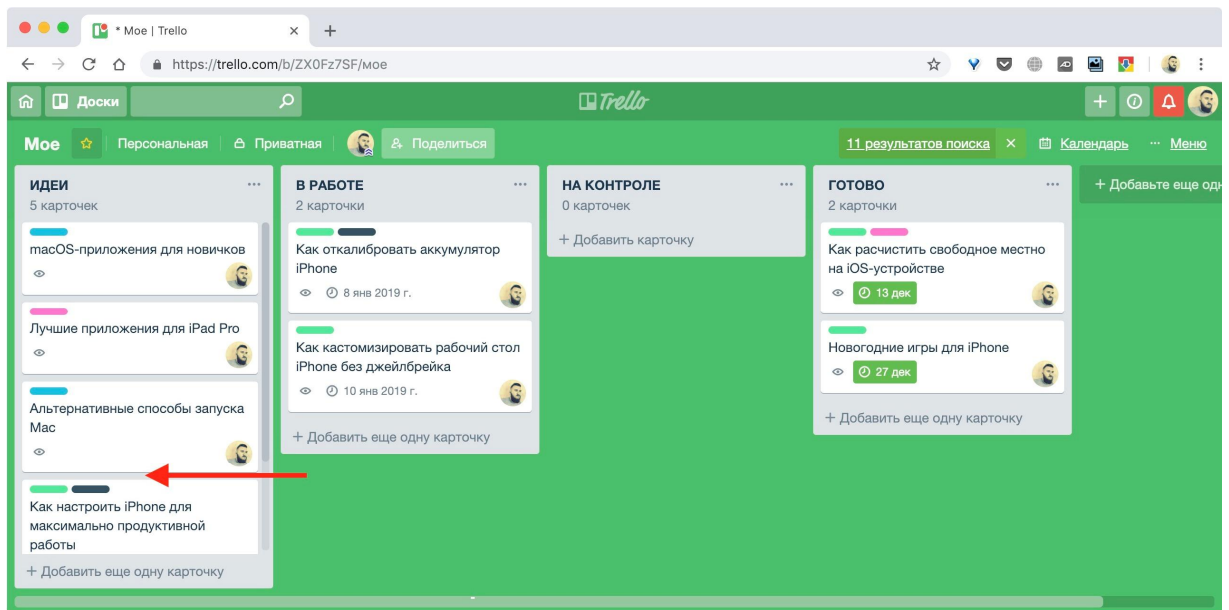 * Мое | Trello
https://trello.com/b/ZX0Fz7SF/мое
Доски
Trello
Мое
Персональная
Приватная
Поделиться
11 результатов поиска
Календарь
Меню
ИДЕИ
5 карточек
macOS-приложения для новичков
Лучшие приложения для iPad Pro
Альтернативные способы запуска
Mac
Как настроить iPhone для
максимально продуктивной
работы
+ Добавить еще одну карточку
В РАБОТЕ
2 карточки
Как откалибровать аккумулятор
iPhone
8 янв 2019 г.
Как кастомизировать рабочий стол
iPhone без джейлбрейка
10 янв 2019 г.
+ Добавить еще одну карточку
НА КОНТРОЛЕ
0 карточек
+ Добавить карточку
ГОТОВО
2 карточки
Как расчистить свободное местно
на iOS-устройстве
13 дек
Новогодние игры для iPhone
27 дек
+ Добавить еще одну карточку
+ Добавьте еще одн